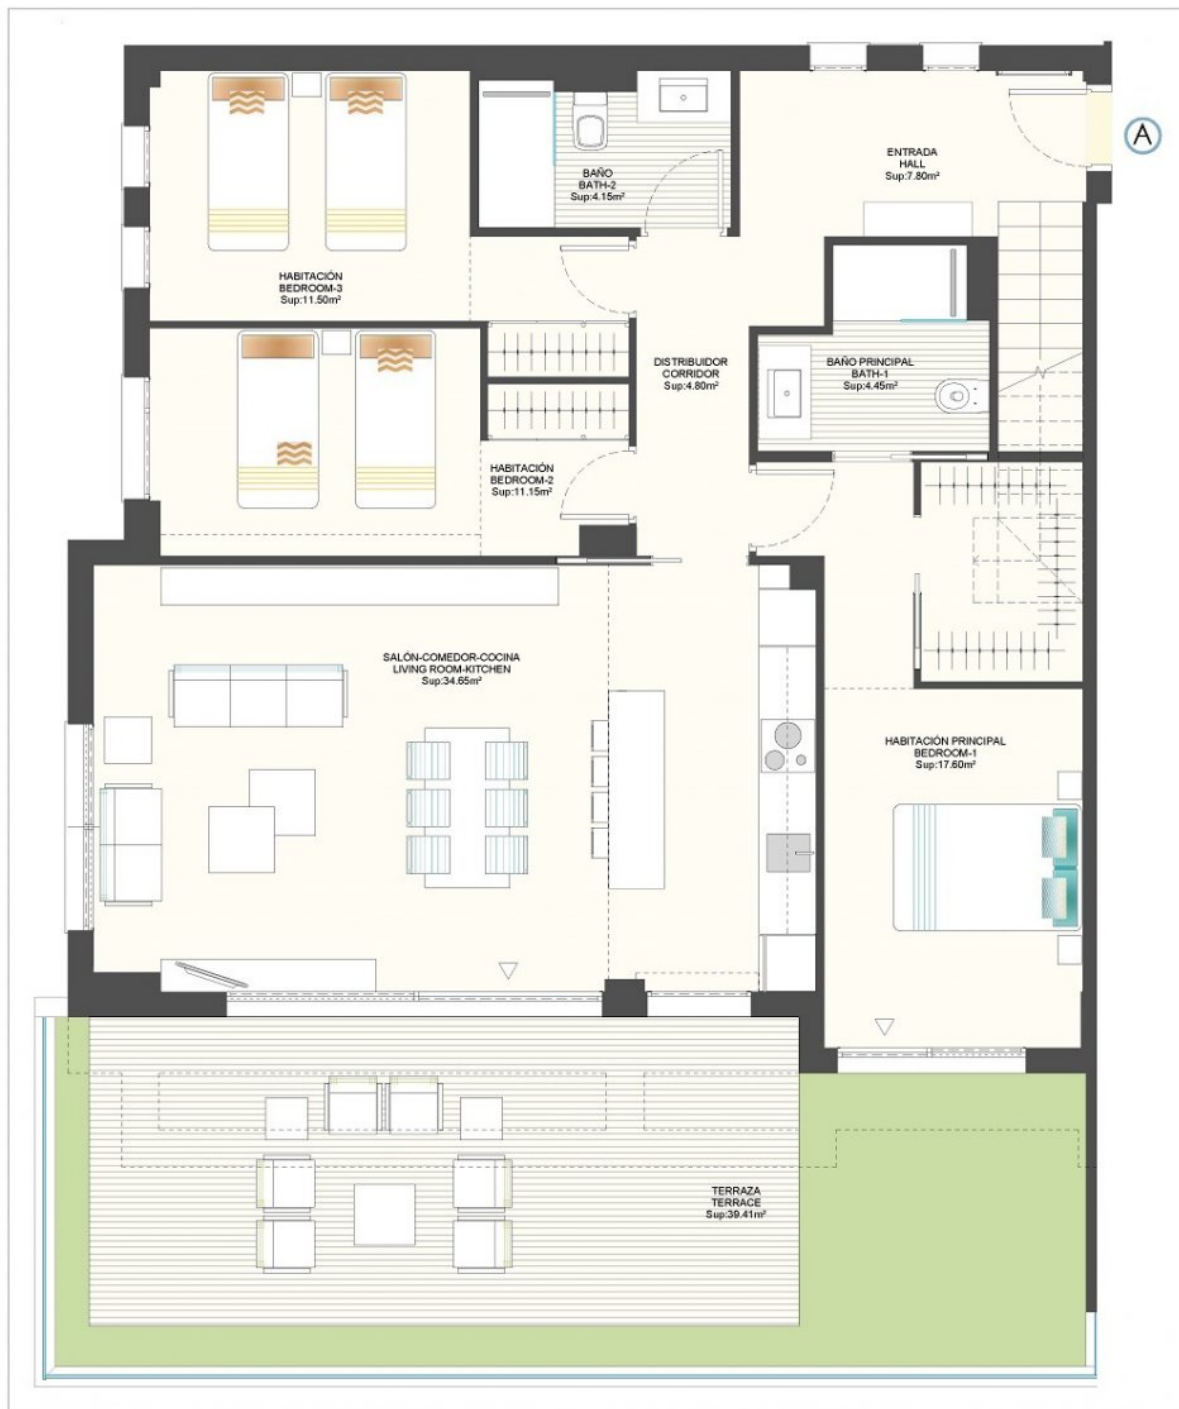 A
ENTRADA
HALL
Sup:7.80m²
BAÑO
BATH-2
Sup:4.15m²
HABITACIÓN
BEDROOM-3
Sup:11.50m²
DISTRIBUIDOR
CORRIDOR
Sup:4.80m²
BAÑO PRINCIPAL
BATH-1
Sup:4.45m²
HABITACIÓN
BEDROOM-2
Sup:11.15m²
SALÓN-COMEDOR-COCINA
LIVING ROOM-KITCHEN
Sup:34.65m²
HABITACIÓN PRINCIPAL
BEDROOM-1
Sup:17.60m²
TERRAZA
TERRACE
Sup:39.41m²